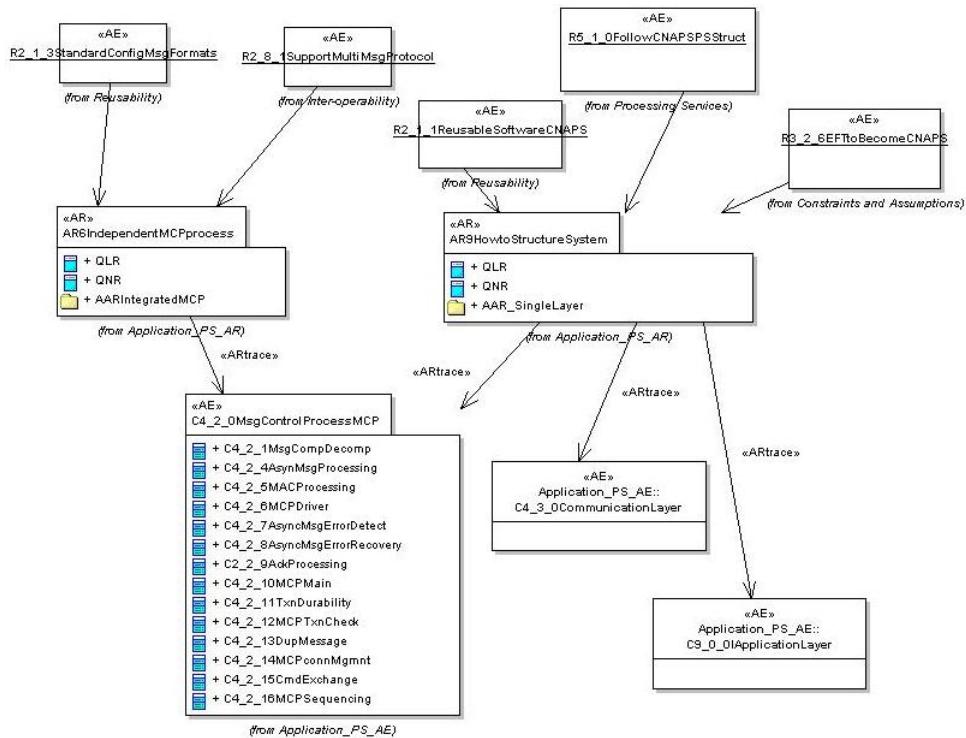 «AE»
R2_1_3StandardConfigMsgFormats
(from Reusability)
«AE»
R2_8_1SupportMultiMsgProtocol
(from Inter-operability)
«AE»
R5_1_0FollowCNAPSPSStruct
(from Processing Services)
«AE»
R2_1_1ReusableSoftwareCNAPS
(from Reusability)
«AE»
R3_2_6EFTtoBecomeCNAPS
(from Constraints and Assumptions)
«AR»
AR6IndependentMCPprocess
+ QLR
+ QNR
+ AARIntegratedMCP
(from Application_PS_AR)
«AR»
AR9HowtoStructureSystem
+ QLR
+ QNR
+ AAR_SingleLayer
(from Application_PS_AR)
«ARtrace»
«ARtrace»
«ARtrace»
«ARtrace»
«AE»
C4_2_0MsgControlProcessMCP
+ C4_2_1MsgCompDecomp
+ C4_2_4AsynMsgProcessing
+ C4_2_5MACProcessing
+ C4_2_6MCPDriver
+ C4_2_7AsyncMsgErrorDetect
+ C4_2_8AsyncMsgErrorRecovery
+ C2_2_9AckProcessing
+ C4_2_10MCPMain
+ C4_2_11TxnDurability
+ C4_2_12MCPTxnCheck
+ C4_2_13DupMessage
+ C4_2_14MCPconnMgmnt
+ C4_2_15CmdExchange
+ C4_2_16MCPSequencing
(from Application_PS_AE)
«AE»
Application_PS_AE::
C4_3_0CommunicationLayer
«AE»
Application_PS_AE::
C9_0_0IApplicationLayer